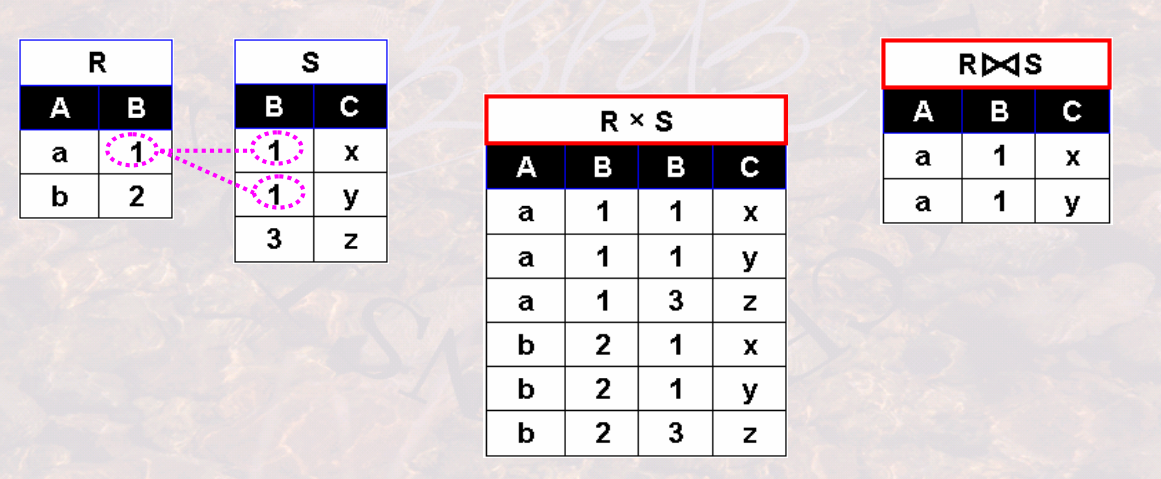 R
A B
a 1
b 2
S
B C
1 x
1 y
3 z
R × S
A B B C
a 1 1 x
a 1 1 y
a 1 3 z
b 2 1 x
b 2 1 y
b 2 3 z
R⋈S
A B C
a 1 x
a 1 y